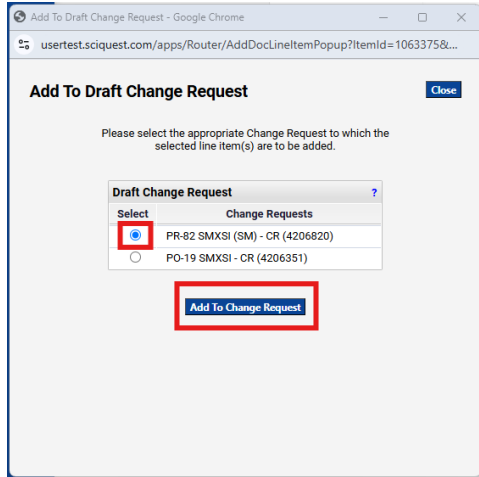 Add To Draft Change Request - Google Chrome
usertest.sciquest.com/apps/Router/AddDocLineItemPopup?ItemId=1063375&...
Add To Draft Change Request
Close
Please select the appropriate Change Request to which the
selected line item(s) are to be added.
Draft Change Request ?
Select Change Requests
PR-82 SMXSI (SM) - CR (4206820)
PO-19 SMXSI - CR (4206351)
Add To Change Request